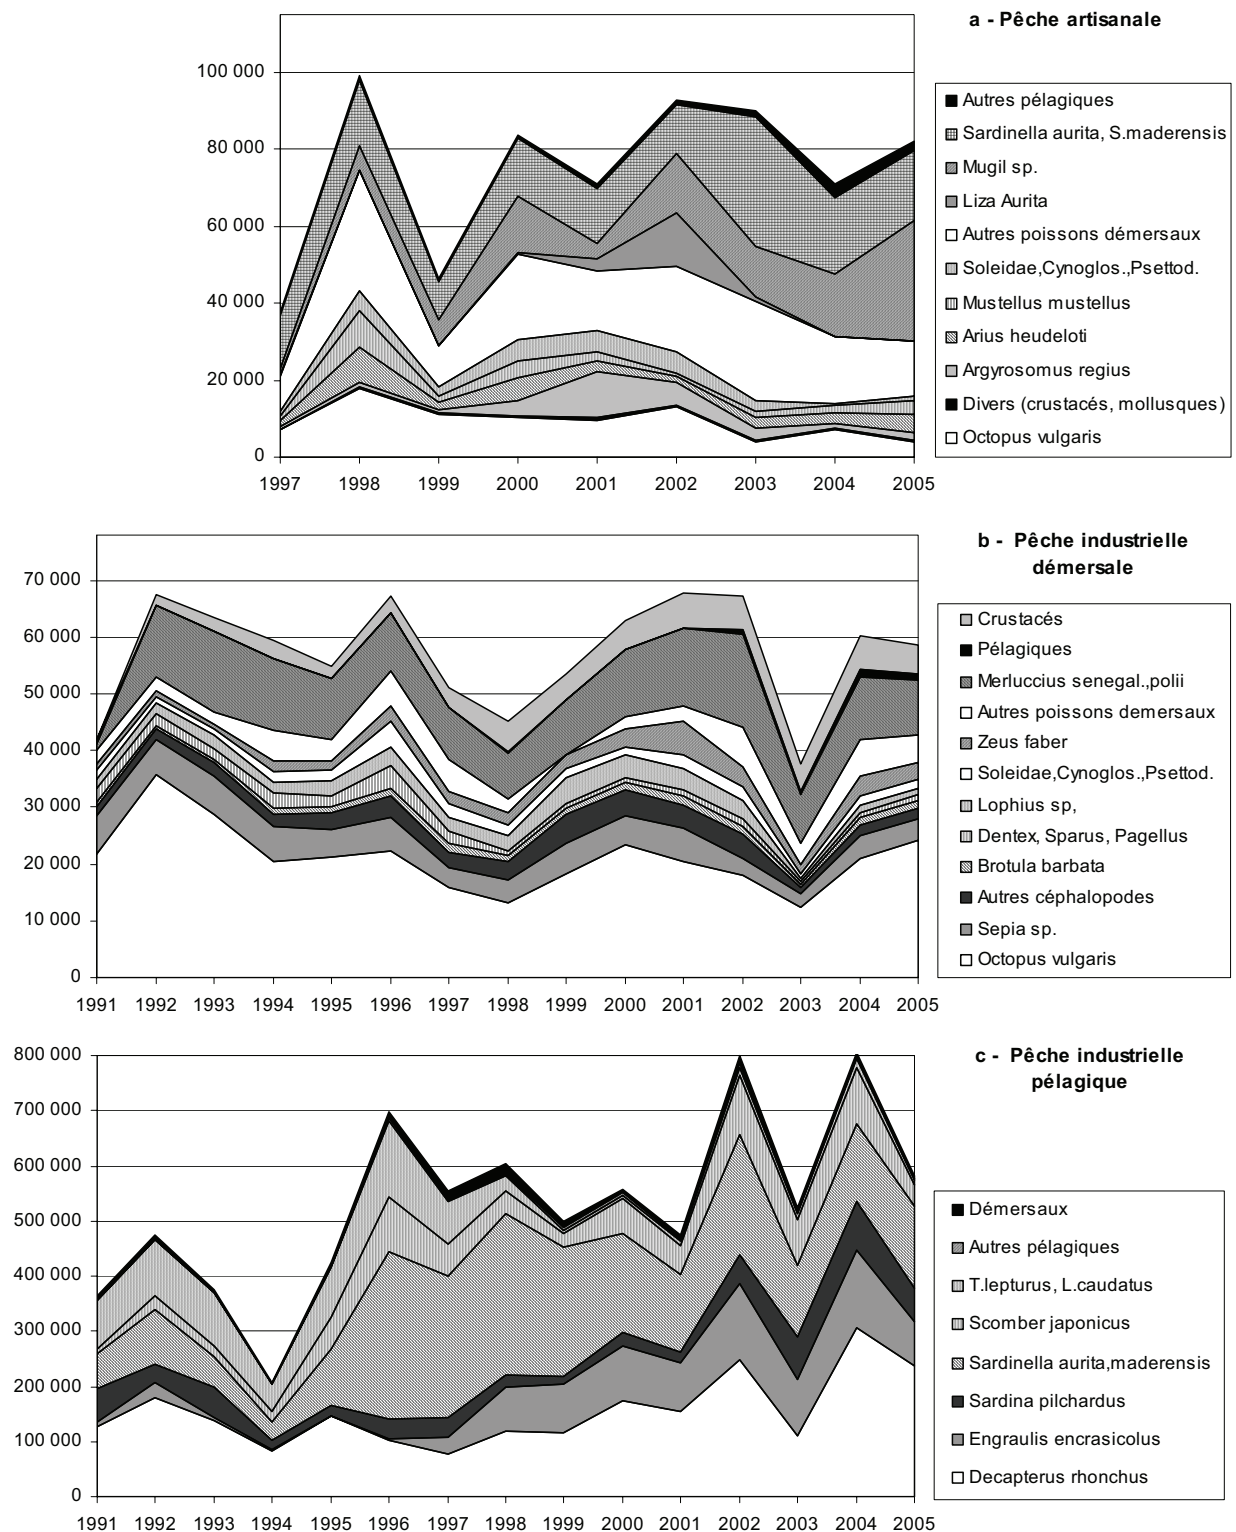 a - Pêche artisanale
100 000
80 000
60 000
40 000
20 000
0
1997 1998 1999 2000 2001 2002 2003 2004 2005
Autres pélagiques
Sardinella aurita, S.maderensis
Mugil sp.
Liza Aurita
Autres poissons démersaux
Soleidae,Cynoglos.,Psettod.
Mustellus mustellus
Arius heudeloti
Argyrosomus regius
Divers (crustacés, mollusques)
Octopus vulgaris
b - Pêche industrielle
démersale
70 000
60 000
50 000
40 000
30 000
20 000
10 000
0
1991 1992 1993 1994 1995 1996 1997 1998 1999 2000 2001 2002 2003 2004 2005
Crustacés
Pélagiques
Merluccius senegal.,polii
Autres poissons demersaux
Zeus faber
Soleidae,Cynoglos.,Psettod.
Lophius sp,
Dentex, Sparus, Pagellus
Brotula barbata
Autres céphalopodes
Sepia sp.
Octopus vulgaris
c - Pêche industrielle
pélagique
800 000
700 000
600 000
500 000
400 000
300 000
200 000
100 000
0
1991 1992 1993 1994 1995 1996 1997 1998 1999 2000 2001 2002 2003 2004 2005
Démersaux
Autres pélagiques
T.lepturus, L.caudatus
Scomber japonicus
Sardinella aurita,maderensis
Sardina pilchardus
Engraulis encrasicolus
Decapterus rhonchus